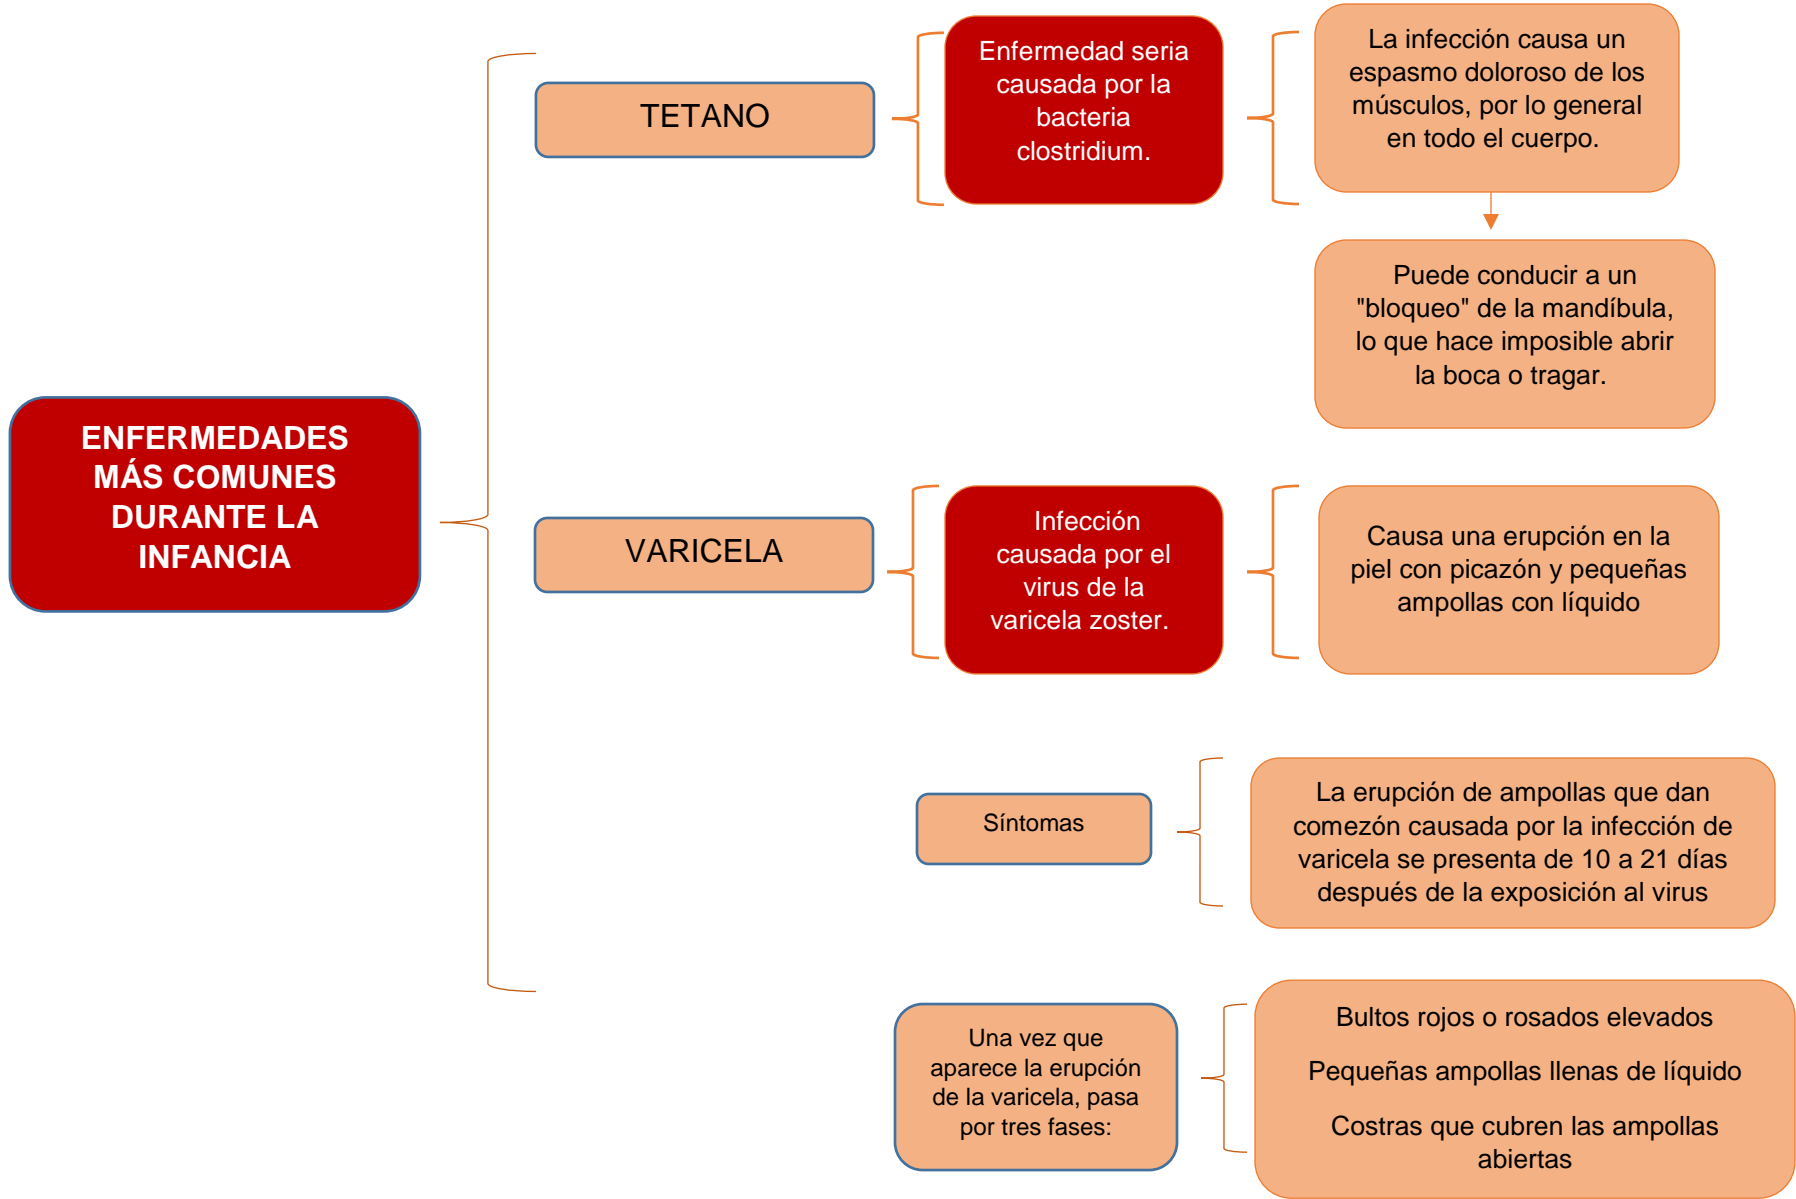 ENFERMEDADES
MÁS COMUNES
DURANTE LA
INFANCIA
TETANO
Enfermedad seria
causada por la
bacteria
clostridium.
La infección causa un
espasmo doloroso de los
músculos, por lo general
en todo el cuerpo.
Puede conducir a un
"bloqueo" de la mandíbula,
lo que hace imposible abrir
la boca o tragar.
VARICELA
Infección
causada por el
virus de la
varicela zoster.
Causa una erupción en la
piel con picazón y pequeñas
ampollas con líquido
Síntomas
La erupción de ampollas que dan
comezón causada por la infección de
varicela se presenta de 10 a 21 días
después de la exposición al virus
Una vez que
aparece la erupción
de la varicela, pasa
por tres fases:
Bultos rojos o rosados elevados
Pequeñas ampollas llenas de líquido
Costras que cubren las ampollas
abiertas